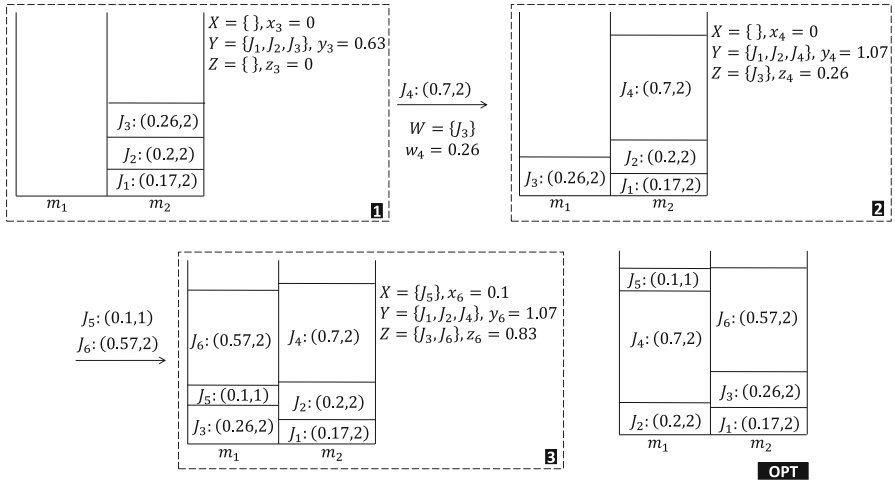 X = { }, x₃ = 0
Y = {J₁, J₂, J₃}, y₃ = 0.63
Z = { }, z₃ = 0
J₃: (0.26,2)
J₂: (0.2,2)
J₁: (0.17,2)
m₁ m₂
1
J₄: (0.7,2)
W = {J₃}
w₄ = 0.26
X = { }, x₄ = 0
Y = {J₁, J₂, J₄}, y₄ = 1.07
Z = {J₃}, z₄ = 0.26
J₄: (0.7,2)
J₂: (0.2,2)
J₃: (0.26,2) J₁: (0.17,2)
m₁ m₂
2
J₅: (0.1,1)
J₆: (0.57,2)
X = {J₅}, x₆ = 0.1
Y = {J₁, J₂, J₄}, y₆ = 1.07
Z = {J₃, J₆}, z₆ = 0.83
J₆: (0.57,2) J₄: (0.7,2)
J₅: (0.1,1) J₂: (0.2,2)
J₃: (0.26,2) J₁: (0.17,2)
m₁ m₂
3
J₅: (0.1,1)
J₆: (0.57,2)
J₄: (0.7,2)
J₃: (0.26,2)
J₂: (0.2,2) J₁: (0.17,2)
m₁ m₂
OPT